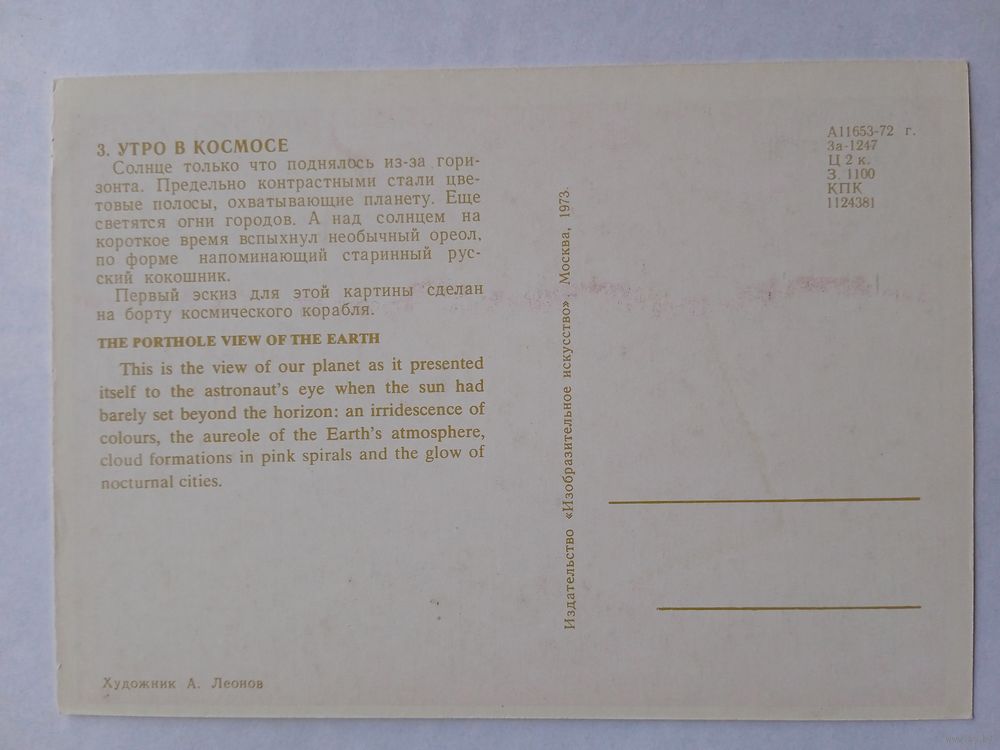 3. УТРО В КОСМОСЕ
Солнце только что поднялось из-за гори-
зонта. Предельно контрастными стали цве-
товые полосы, охватывающие планету. Еще
светятся огни городов. А над солнцем на
короткое время вспыхнул необычный ореол,
по форме напоминающий старинный рус-
ский кокошник.
Первый эскиз для этой картины сделан
на борту космического корабля.
THE PORTHOLE VIEW OF THE EARTH
This is the view of our planet as it presented
itself to the astronaut's eye when the sun had
barely set beyond the horizon: an irridescence of
colours, the aureole of the Earth's atmosphere,
cloud formations in pink spirals and the glow of
nocturnal cities.
Художник А. Леонов
Издательство «Изобразительное искусство». Москва, 1973.
А11653-72 г.
За-1247
Ц 2 к.
З. 1100
КПК
1124381